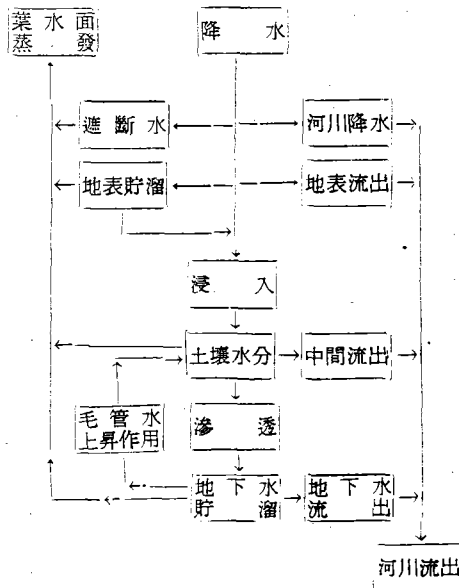 葉水面
蒸發
降水
遮斷水
河川降水
地表貯溜
地表流出
浸入
土壤水分
中間流出
毛管水
上昇作用
滲透
地下水
貯溜
地下水
流出
河川流出